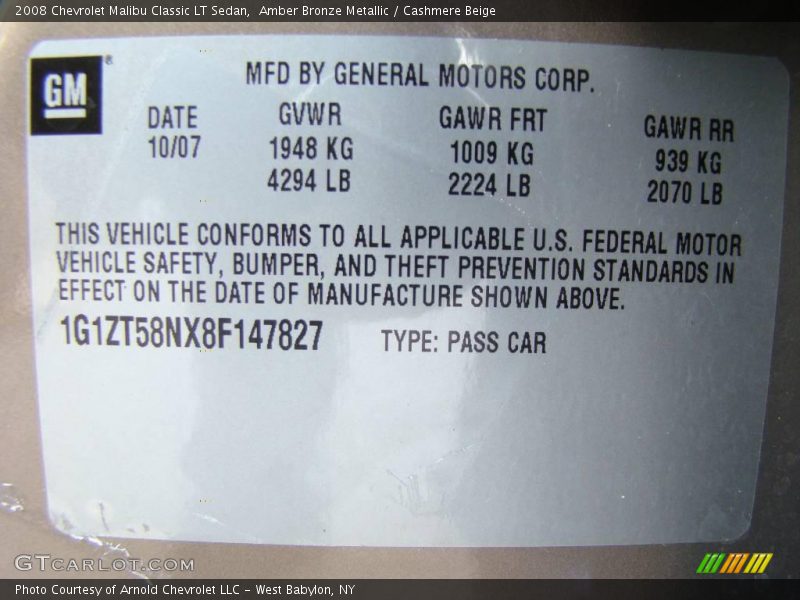 2008 Chevrolet Malibu Classic LT Sedan,  Amber Bronze Metallic / Cashmere Beige
GM®
MFD BY GENERAL MOTORS CORP.
DATE GVWR GAWR FRT GAWR RR
10/07 1948 KG 1009 KG 939 KG
4294 LB 2224 LB 2070 LB
THIS VEHICLE CONFORMS TO ALL APPLICABLE U.S. FEDERAL MOTOR
VEHICLE SAFETY, BUMPER, AND THEFT PREVENTION STANDARDS IN
EFFECT ON THE DATE OF MANUFACTURE SHOWN ABOVE.
1G1ZT58NX8F147827 TYPE: PASS CAR
GTCARLOT.COM
Photo Courtesy of Arnold Chevrolet LLC - West Babylon, NY